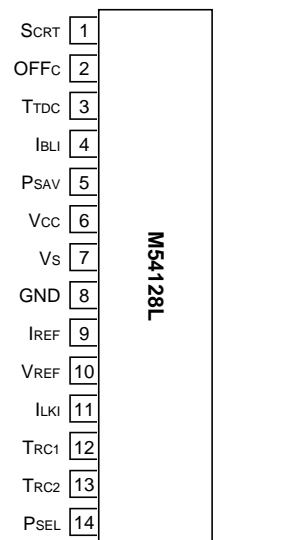 SCRT 1
OFFC 2
TTDC 3
IBLI 4
PSAV 5
VCC 6
VS 7
GND 8
IREF 9
VREF 10
ILKI 11
TRC1 12
TRC2 13
PSEL 14
M54128L